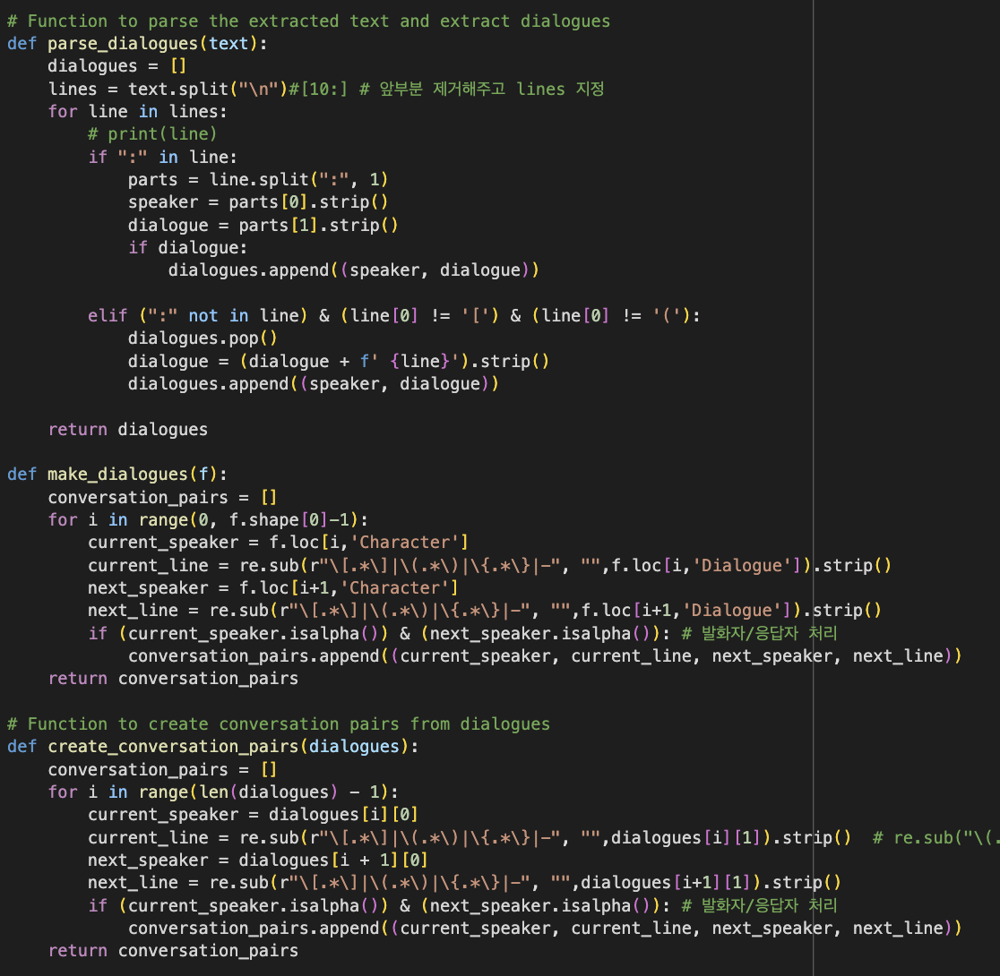 # Function to parse the extracted text and extract dialogues
def parse_dialogues(text):
    dialogues = []
    lines = text.split("\n")#[10:] # 앞부분 제거해주고 lines 지정
    for line in lines:
        # print(line)
        if ":" in line:
            parts = line.split(":", 1)
            speaker = parts[0].strip()
            dialogue = parts[1].strip()
            if dialogue:
                dialogues.append((speaker, dialogue))

        elif (":" not in line) & (line[0] != '[') & (line[0] != '('):
            dialogues.pop()
            dialogue = (dialogue + f' {line}').strip()
            dialogues.append((speaker, dialogue))

    return dialogues

def make_dialogues(f):
    conversation_pairs = []
    for i in range(0, f.shape[0]-1):
        current_speaker = f.loc[i,'Character']
        current_line = re.sub(r"\[.*\]|\(.*\)|\{.*\}|-", "",f.loc[i,'Dialogue']).strip()
        next_speaker = f.loc[i+1,'Character']
        next_line = re.sub(r"\[.*\]|\(.*\)|\{.*\}|-", "",f.loc[i+1,'Dialogue']).strip()
        if (current_speaker.isalpha()) & (next_speaker.isalpha()): # 발화자/응답자 처리
            conversation_pairs.append((current_speaker, current_line, next_speaker, next_line))
    return conversation_pairs

# Function to create conversation pairs from dialogues
def create_conversation_pairs(dialogues):
    conversation_pairs = []
    for i in range(len(dialogues) - 1):
        current_speaker = dialogues[i][0]
        current_line = re.sub(r"\[.*\]|\(.*\)|\{.*\}|-", "",dialogues[i][1]).strip()  # re.sub("\(.
        next_speaker = dialogues[i + 1][0]
        next_line = re.sub(r"\[.*\]|\(.*\)|\{.*\}|-", "",dialogues[i+1][1]).strip()
        if (current_speaker.isalpha()) & (next_speaker.isalpha()): # 발화자/응답자 처리
            conversation_pairs.append((current_speaker, current_line, next_speaker, next_line))
    return conversation_pairs